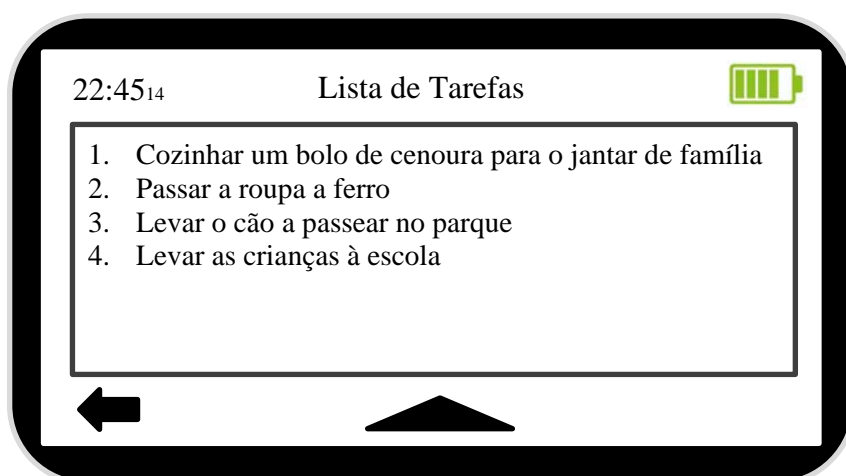 22:4514 Lista de Tarefas
1. Cozinhar um bolo de cenoura para o jantar de família
2. Passar a roupa a ferro
3. Levar o cão a passear no parque
4. Levar as crianças à escola